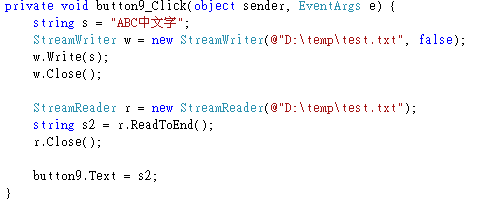 private void button9_Click(object sender, EventArgs e) {
    string s = "ABC中文字";
    StreamWriter w = new StreamWriter(@"D:\temp\test.txt", false);
    w.Write(s);
    w.Close();

    StreamReader r = new StreamReader(@"D:\temp\test.txt");
    string s2 = r.ReadToEnd();
    r.Close();

    button9.Text = s2;
}